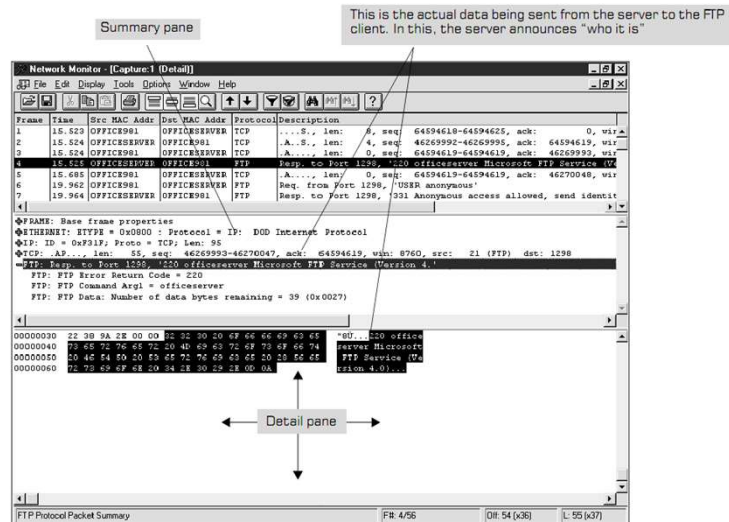 Summary pane
This is the actual data being sent from the server to the FTP
client. In this, the server announces "who it is"
Network Monitor - [Capture:1 (Detail)]
File Edit Display Tools Options Window Help
Frame Time Src MAC Addr Dst MAC Addr Protocol Description
1 15.523 OFFICE981 OFFICESERVER TCP ....S., len: 8, seq: 64594618-64594625, ack: 0, win
2 15.524 OFFICESERVER OFFICE981 TCP .A..S., len: 4, seq: 46269992-46269995, ack: 64594619, win
3 15.524 OFFICE981 OFFICESERVER TCP .A...., len: 0, seq: 64594619-64594619, ack: 46269993, win
4 15.525 OFFICESERVER OFFICE981 FTP Resp. to Port 1298, '220 officeserver Microsoft FTP Service (Ve
5 15.685 OFFICE981 OFFICESERVER TCP .A...., len: 0, seq: 64594619-64594619, ack: 46270048, win
6 19.962 OFFICE981 OFFICESERVER FTP Req. from Port 1298, 'USER anonymous'
7 19.964 OFFICESERVER OFFICE981 FTP Resp. to Port 1298, '331 Anonymous access allowed, send identit
FRAME: Base frame properties
ETHERNET: ETYPE = 0x0800 : Protocol = IP: DOD Internet Protocol
IP: ID = 0xF31F; Proto = TCP; Len: 95
TCP: .AP..., len: 55, seq: 46269993-46270047, ack: 64594619, win: 8760, src: 21 (FTP) dst: 1298
FTP: Resp. to Port 1298, '220 officeserver Microsoft FTP Service (Version 4.'
FTP: FTP Error Return Code = 220
FTP: FTP Command Arg1 = officeserver
FTP: FTP Data: Number of data bytes remaining = 39 (0x0027)
00000030 22 38 9A 2E 00 00 32 32 30 20 6F 66 66 69 63 65 "8Ü...220 office
00000040 73 65 72 76 65 72 20 4D 69 63 72 6F 73 6F 66 74 server Microsoft
00000050 20 46 54 50 20 53 65 72 76 69 63 65 20 28 56 65 FTP Service (Ve
00000060 72 73 69 6F 6E 20 34 2E 30 29 2E 0D 0A rsion 4.0)...
Detail pane
FTP Protocol Packet Summary F#: 4/56 Off: 54 (x36) L: 55 (x37)